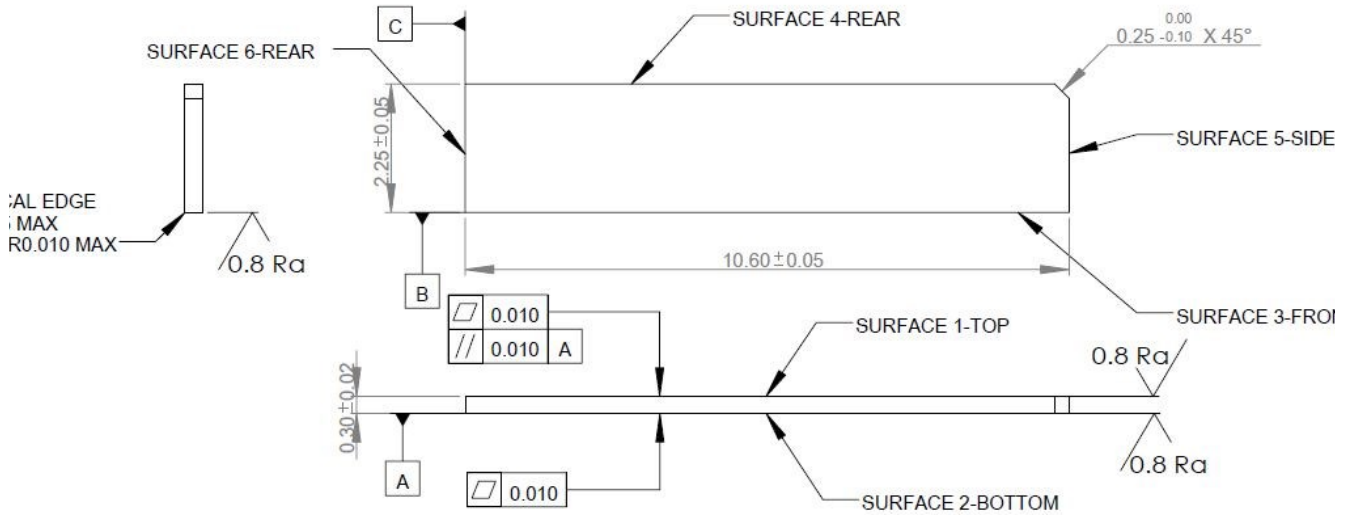 C
SURFACE 4-REAR
0.00
0.25 -0.10 X 45°
SURFACE 6-REAR
2.25±0.05
SURFACE 5-SIDE
CAL EDGE
MAX
R0.010 MAX
0.8 Ra
10.60±0.05
B
0.010
SURFACE 3-FRO
// 0.010 A
SURFACE 1-TOP
0.8 Ra
0.30±0.02
A
0.010
0.8 Ra
SURFACE 2-BOTTOM